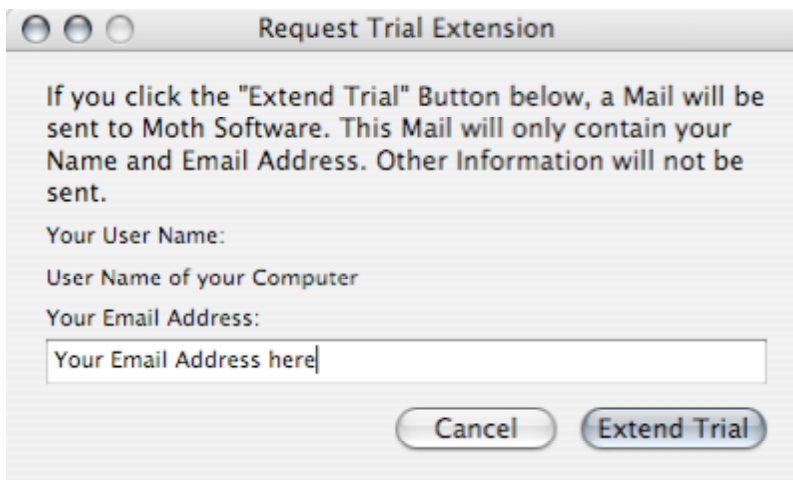 Request Trial Extension
If you click the "Extend Trial" Button below, a Mail will be
sent to Moth Software. This Mail will only contain your
Name and Email Address. Other Information will not be
sent.
Your User Name:
User Name of your Computer
Your Email Address:
Your Email Address here
Cancel Extend Trial